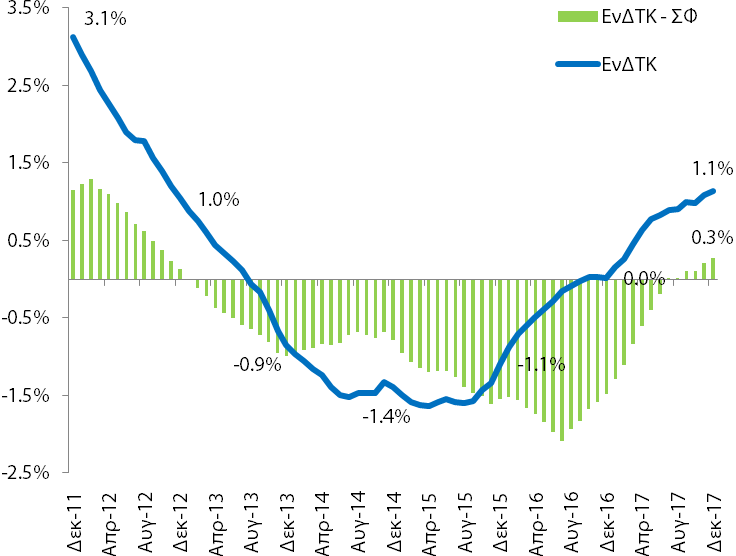 3.5%
2.5%
1.5%
0.5%
-0.5%
-1.5%
-2.5%
ΕνΔΤΚ - ΣΦ
ΕνΔΤΚ
3.1%
1.0%
-0.9%
-1.4%
-1.1%
0.0%
1.1%
0.3%
Δεκ-11
Απρ-12
Αυγ-12
Δεκ-12
Απρ-13
Αυγ-13
Δεκ-13
Απρ-14
Αυγ-14
Δεκ-14
Απρ-15
Αυγ-15
Δεκ-15
Απρ-16
Αυγ-16
Δεκ-16
Απρ-17
Αυγ-17
Δεκ-17